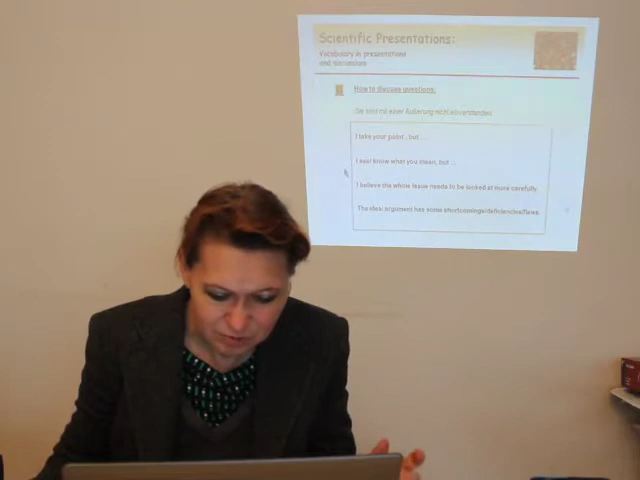 Scientific Presentations:
Vocabulary in presentations
and discussions
How to discuss questions:
Sie sind mit einer Äußerung nicht einverstanden:
I take your point , but ...
I see/ know what you mean, but ...
I believe the whole issue needs to be looked at more carefully.
The idea/ argument has some shortcomings/deficiencies/flaws